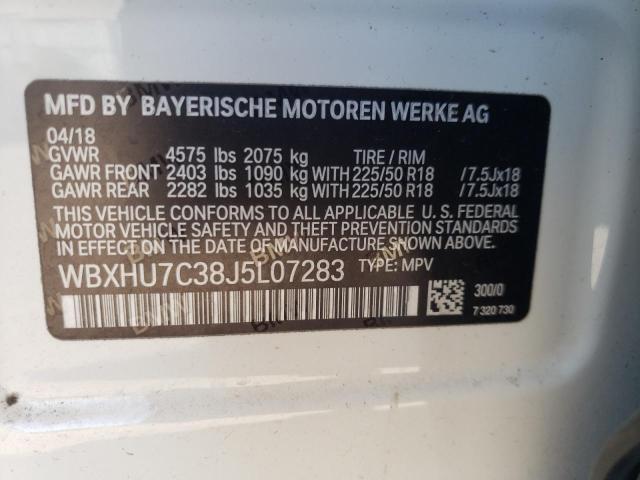 MFD BY BAYERISCHE MOTOREN WERKE AG
04/18
GVWR 4575 lbs 2075 kg TIRE / RIM
GAWR FRONT 2403 lbs 1090 kg WITH 225/50 R18 /7.5Jx18
GAWR REAR 2282 lbs 1035 kg WITH 225/50 R18 /7.5Jx18
THIS VEHICLE CONFORMS TO ALL APPLICABLE U. S. FEDERAL
MOTOR VEHICLE SAFETY AND THEFT PREVENTION STANDARDS
IN EFFECT ON THE DATE OF MANUFACTURE SHOWN ABOVE.
WBXHU7C38J5L07283 TYPE: MPV
300/0
7 320 730